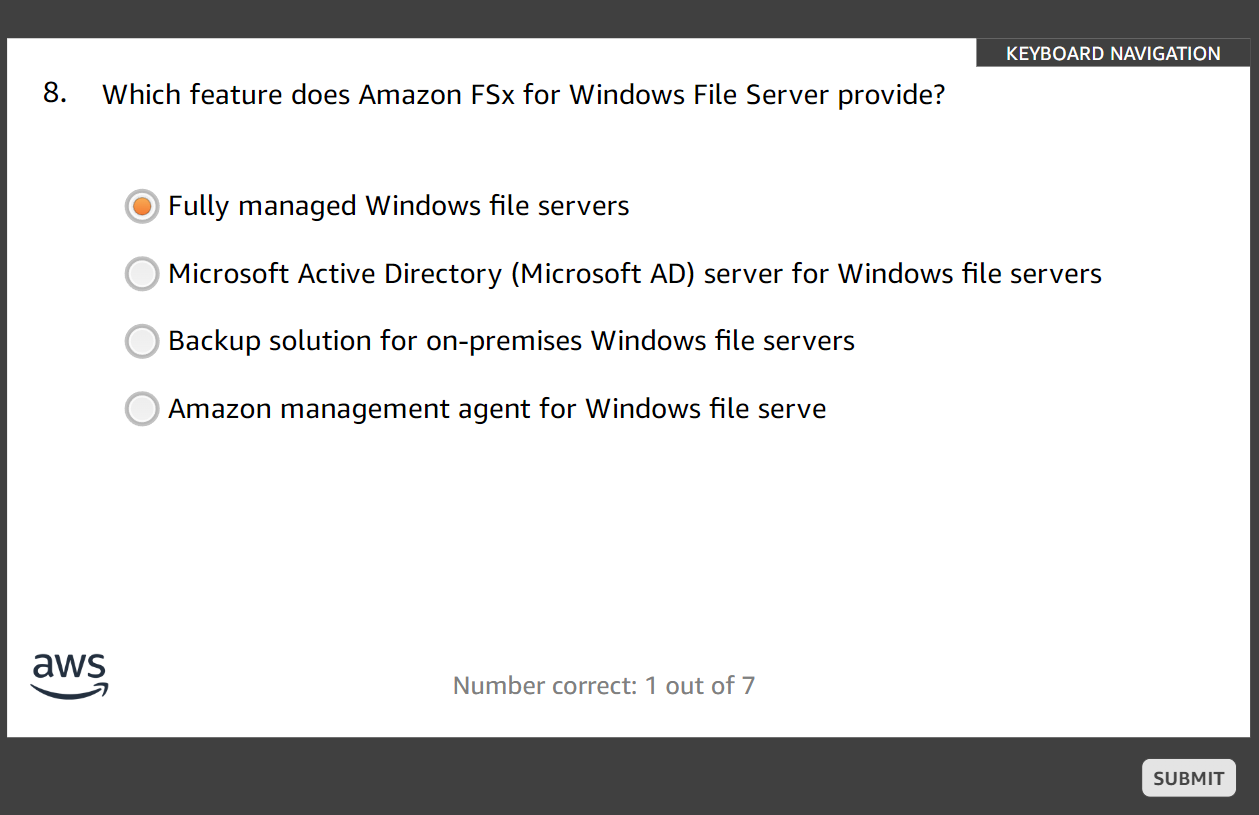 KEYBOARD NAVIGATION
8. Which feature does Amazon FSx for Windows File Server provide?
Fully managed Windows file servers
Microsoft Active Directory (Microsoft AD) server for Windows file servers
Backup solution for on-premises Windows file servers
Amazon management agent for Windows file serve
aws
Number correct: 1 out of 7
SUBMIT